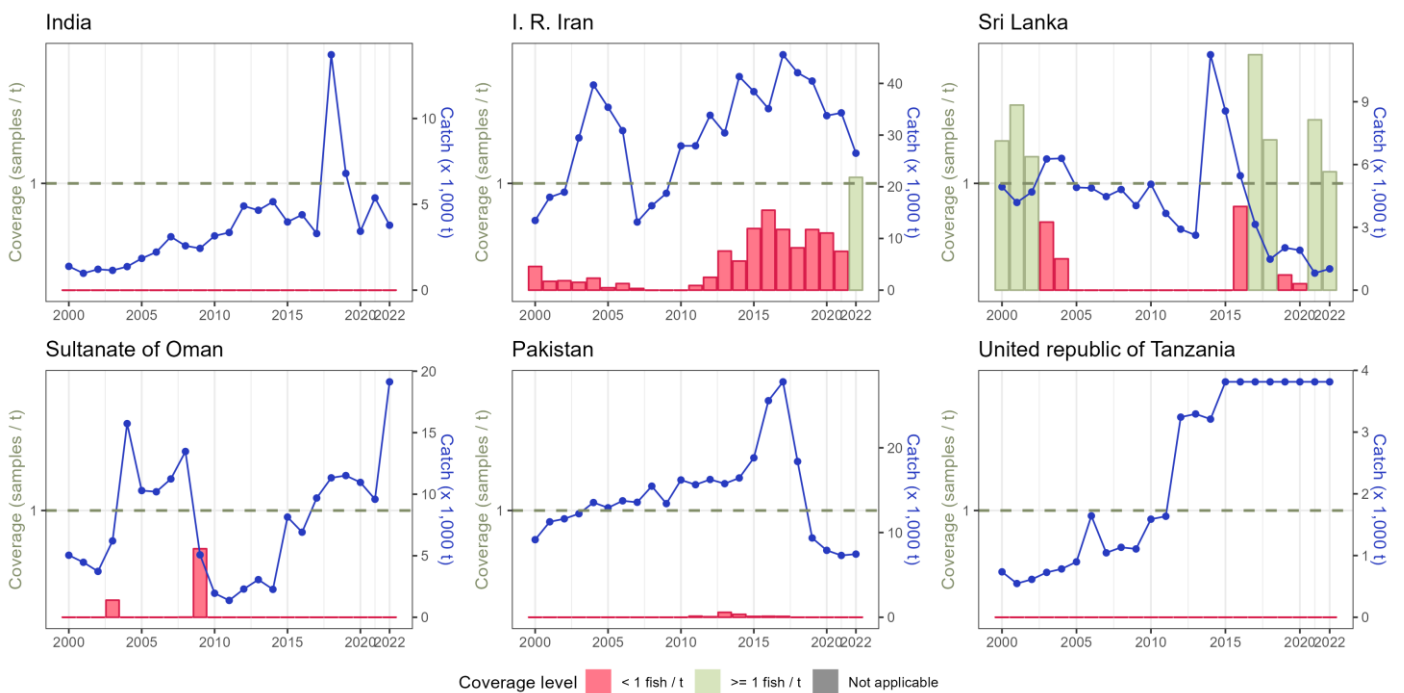 India
I. R. Iran
Sri Lanka
Coverage (samples / t)
1
10
5
0
Catch (x 1,000 t)
2000 2005 2010 2015 2020 2022
Coverage (samples / t)
1
40
30
20
10
0
Catch (x 1,000 t)
2000 2005 2010 2015 2020 2022
Coverage (samples / t)
1
9
6
3
0
Catch (x 1,000 t)
2000 2005 2010 2015 2020 2022
Sultanate of Oman
Pakistan
United republic of Tanzania
Coverage (samples / t)
1
20
15
10
5
0
Catch (x 1,000 t)
2000 2005 2010 2015 2020 2022
Coverage (samples / t)
1
20
10
0
Catch (x 1,000 t)
2000 2005 2010 2015 2020 2022
Coverage (samples / t)
1
4
3
2
1
0
Catch (x 1,000 t)
2000 2005 2010 2015 2020 2022
Coverage level < 1 fish / t >= 1 fish / t Not applicable